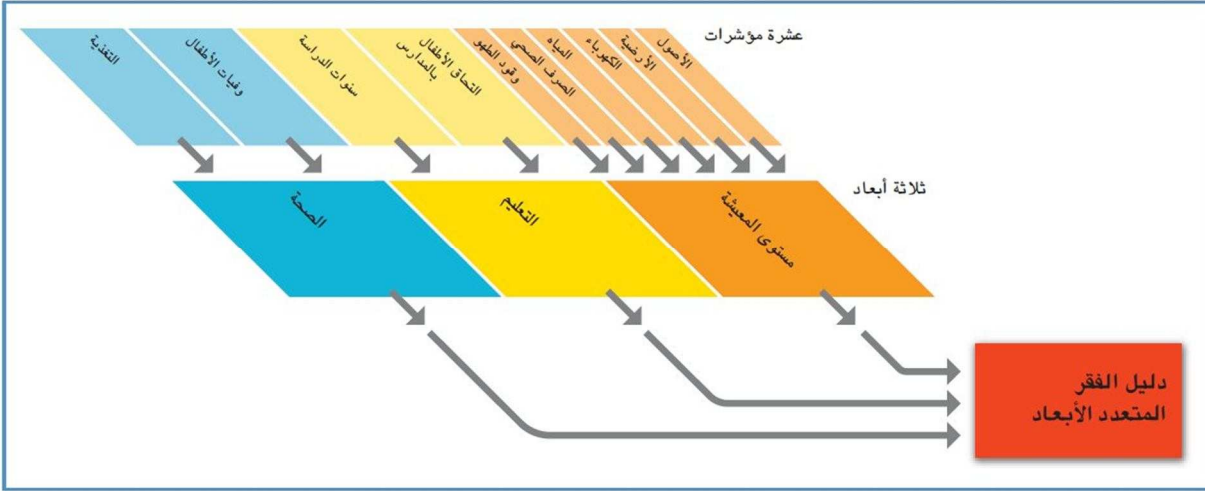 عشرة مؤشرات
الأصول
الأرضية
الكهرباء
المياه
الصرف الصحي
وقود الطهو
التحاق الأطفال
بالمدارس
سنوات الدراسة
وفيات الأطفال
التغذية
ثلاثة أبعاد
مستوى المعيشة
التعليم
الصحة
دليل الفقر
المتعدد الأبعاد